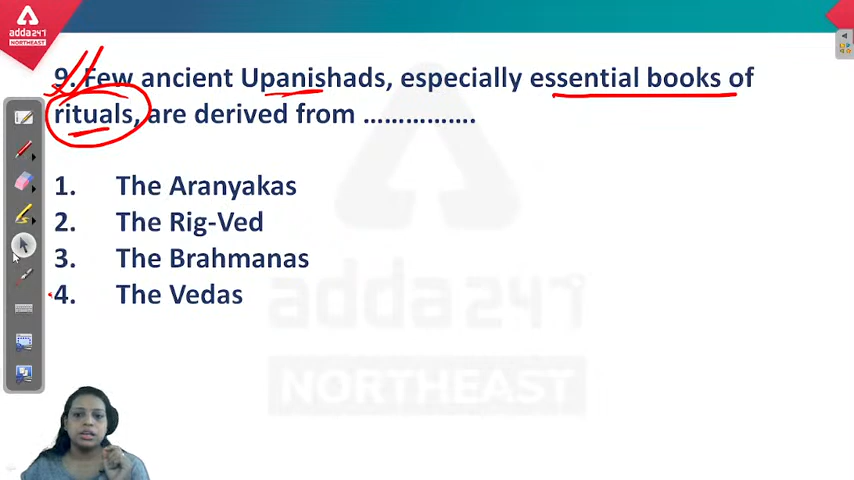 adda247
NORTHEAST
9. Few ancient Upanishads, especially essential books of
rituals, are derived from …………….
1. The Aranyakas
2. The Rig-Ved
3. The Brahmanas
4. The Vedas
adda247
NORTHEAST